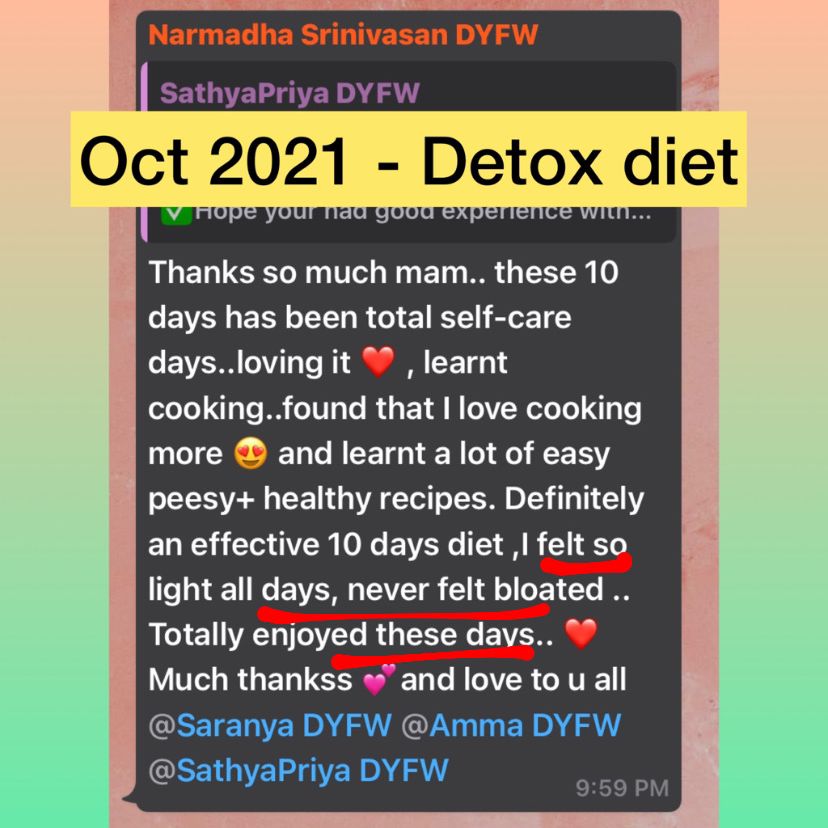 Narmadha Srinivasan DYFW
SathyaPriya DYFW
Oct 2021 - Detox diet
✅Hope your had good experience with...
Thanks so much mam.. these 10
days has been total self-care
days..loving it ❤️ , learnt
cooking..found that I love cooking
more 😍 and learnt a lot of easy
peesy+ healthy recipes. Definitely
an effective 10 days diet ,I felt so
light all days, never felt bloated ..
Totally enjoyed these days.. ❤️
Much thankss 💕 and love to u all
@Saranya DYFW @Amma DYFW
@SathyaPriya DYFW
9:59 PM